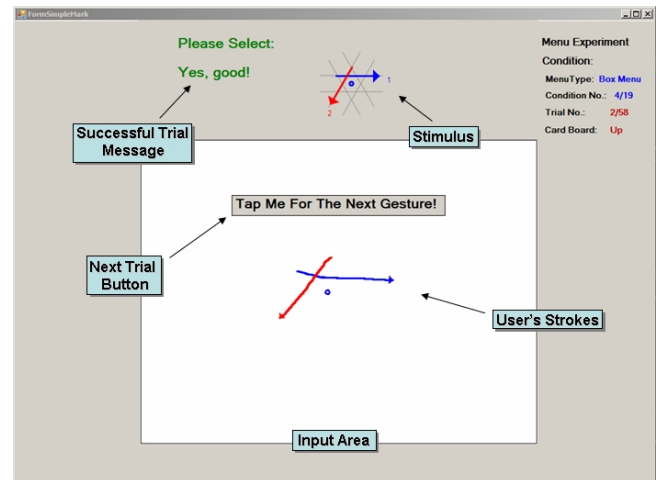 FormSimpleMark
Please Select:
Yes, good!
1
2
Menu Experiment
Condition:
MenuType: Box Menu
Condition No.: 4/19
Trial No.: 2/58
Card Board: Up
Successful Trial
Message
Stimulus
Tap Me For The Next Gesture!
Next Trial
Button
User's Strokes
Input Area